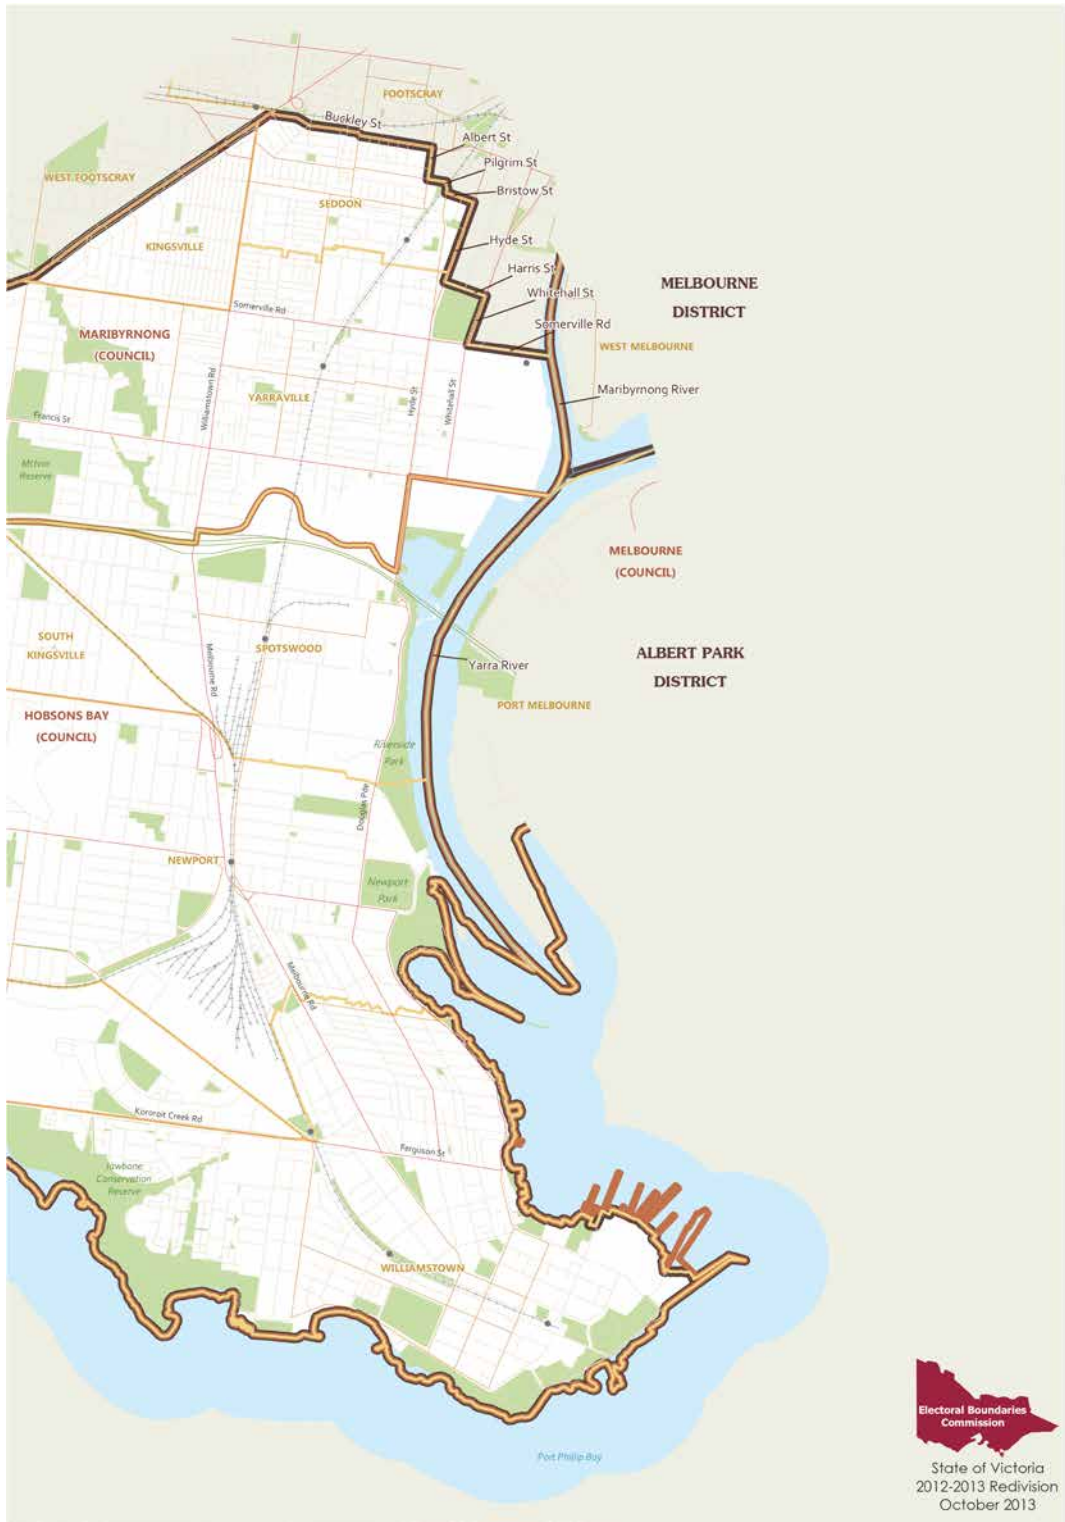 FOOTSCRAY
Buckley St
Albert St
Pilgrim St
WEST FOOTSCRAY
Bristow St
SEDDON
Hyde St
KINGSVILLE
Harris St
MELBOURNE
DISTRICT
Whitehall St
Somerville Rd
Somerville Rd
MARIBYRNONG
(COUNCIL)
WEST MELBOURNE
Maribyrnong River
Williamstown Rd
YARRAVILLE
Hyde St
Whitehall St
Francis St
McIvor
Reserve
MELBOURNE
(COUNCIL)
SOUTH
KINGSVILLE
SPOTSWOOD
Melbourne Rd
ALBERT PARK
DISTRICT
Yarra River
PORT MELBOURNE
HOBSONS BAY
(COUNCIL)
Riverside
Park
Douglas Pde
NEWPORT
Newport
Park
Melbourne Rd
Kororoit Creek Rd
Ferguson St
Jawbone
Conservation
Reserve
WILLIAMSTOWN
Port Phillip Bay
Electoral Boundaries
Commission
State of Victoria
2012-2013 Redivision
October 2013